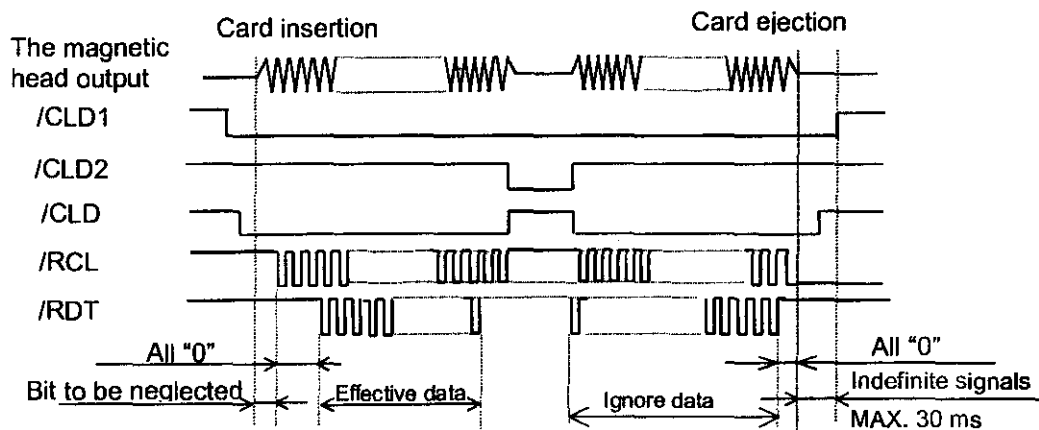 Card insertion
Card ejection
The magnetic
head output
/CLD1
/CLD2
/CLD
/RCL
/RDT
All “0”
All “0”
Bit to be neglected
Effective data
Ignore data
Indefinite signals
MAX. 30 ms